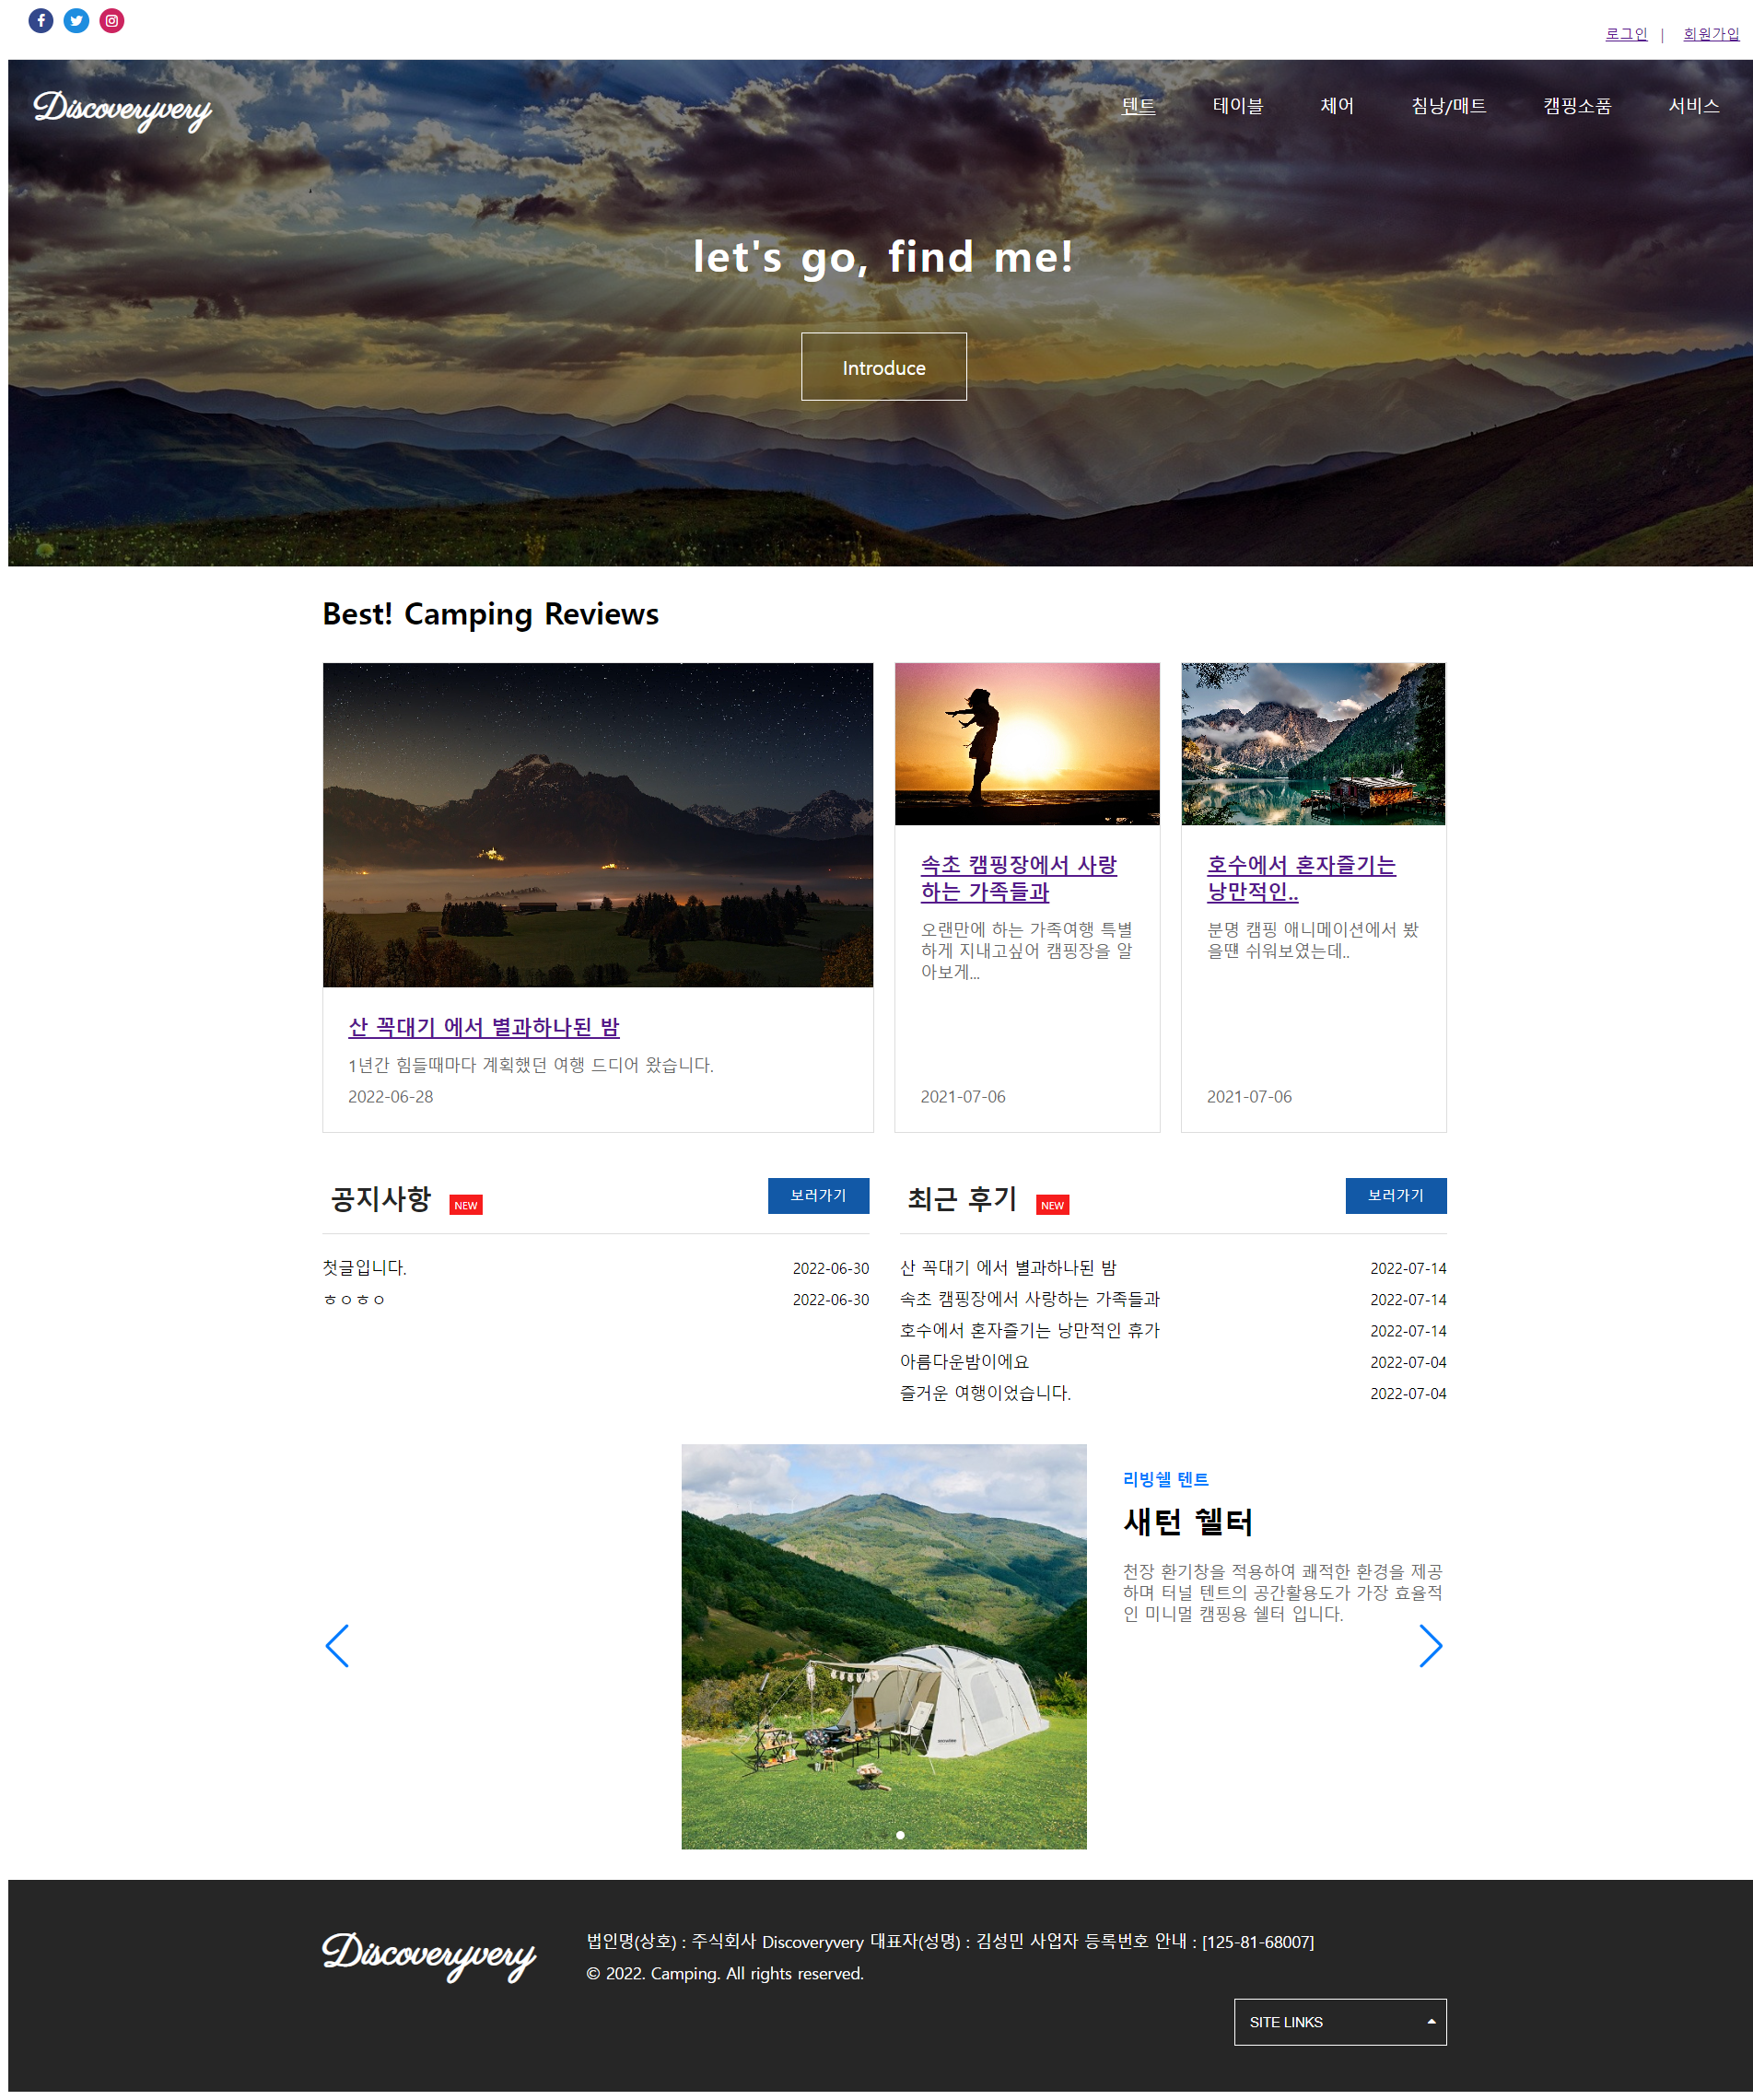 로그인 | 회원가입
Discoveryvery
텐트 테이블 체어 침낭/매트 캠핑소품 서비스
let's go, find me!
Introduce
Best! Camping Reviews
산 꼭대기 에서 별과하나된 밤
1년간 힘들때마다 계획했던 여행 드디어 왔습니다.
2022-06-28
속초 캠핑장에서 사랑
하는 가족들과
오랜만에 하는 가족여행 특별
하게 지내고싶어 캠핑장을 알
아보게...
2021-07-06
호수에서 혼자즐기는
낭만적인..
분명 캠핑 애니메이션에서 봤
을떈 쉬워보였는데..
2021-07-06
공지사항 NEW 보러가기
첫글입니다. 2022-06-30
ㅎㅇㅎㅇ 2022-06-30
최근 후기 NEW 보러가기
산 꼭대기 에서 별과하나된 밤 2022-07-14
속초 캠핑장에서 사랑하는 가족들과 2022-07-14
호수에서 혼자즐기는 낭만적인 휴가 2022-07-14
아름다운밤이에요 2022-07-04
즐거운 여행이었습니다. 2022-07-04
리빙쉘 텐트
새턴 쉘터
천장 환기창을 적용하여 쾌적한 환경을 제공
하며 터널 텐트의 공간활용도가 가장 효율적
인 미니멀 캠핑용 쉘터 입니다.
Discoveryvery
법인명(상호) : 주식회사 Discoveryvery 대표자(성명) : 김성민 사업자 등록번호 안내 : [125-81-68007]
© 2022. Camping. All rights reserved.
SITE LINKS